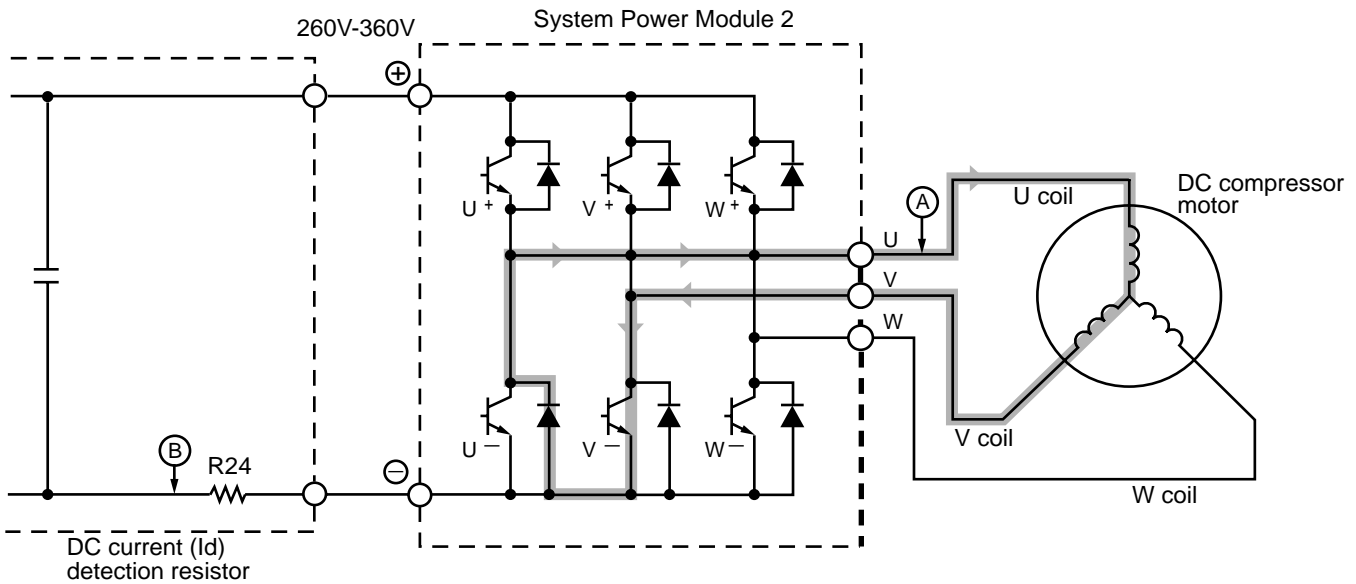 System Power Module 2
260V-360V
+
U +
V +
W +
A
U coil
DC compressor
motor
U
V
W
U −
V −
W −
V coil
W coil
B
R24
−
DC current (Id)
detection resistor